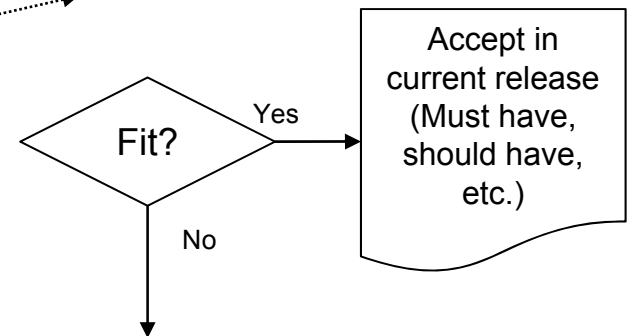 Accept in
current release
(Must have,
should have,
etc.)
Yes
Fit?
No